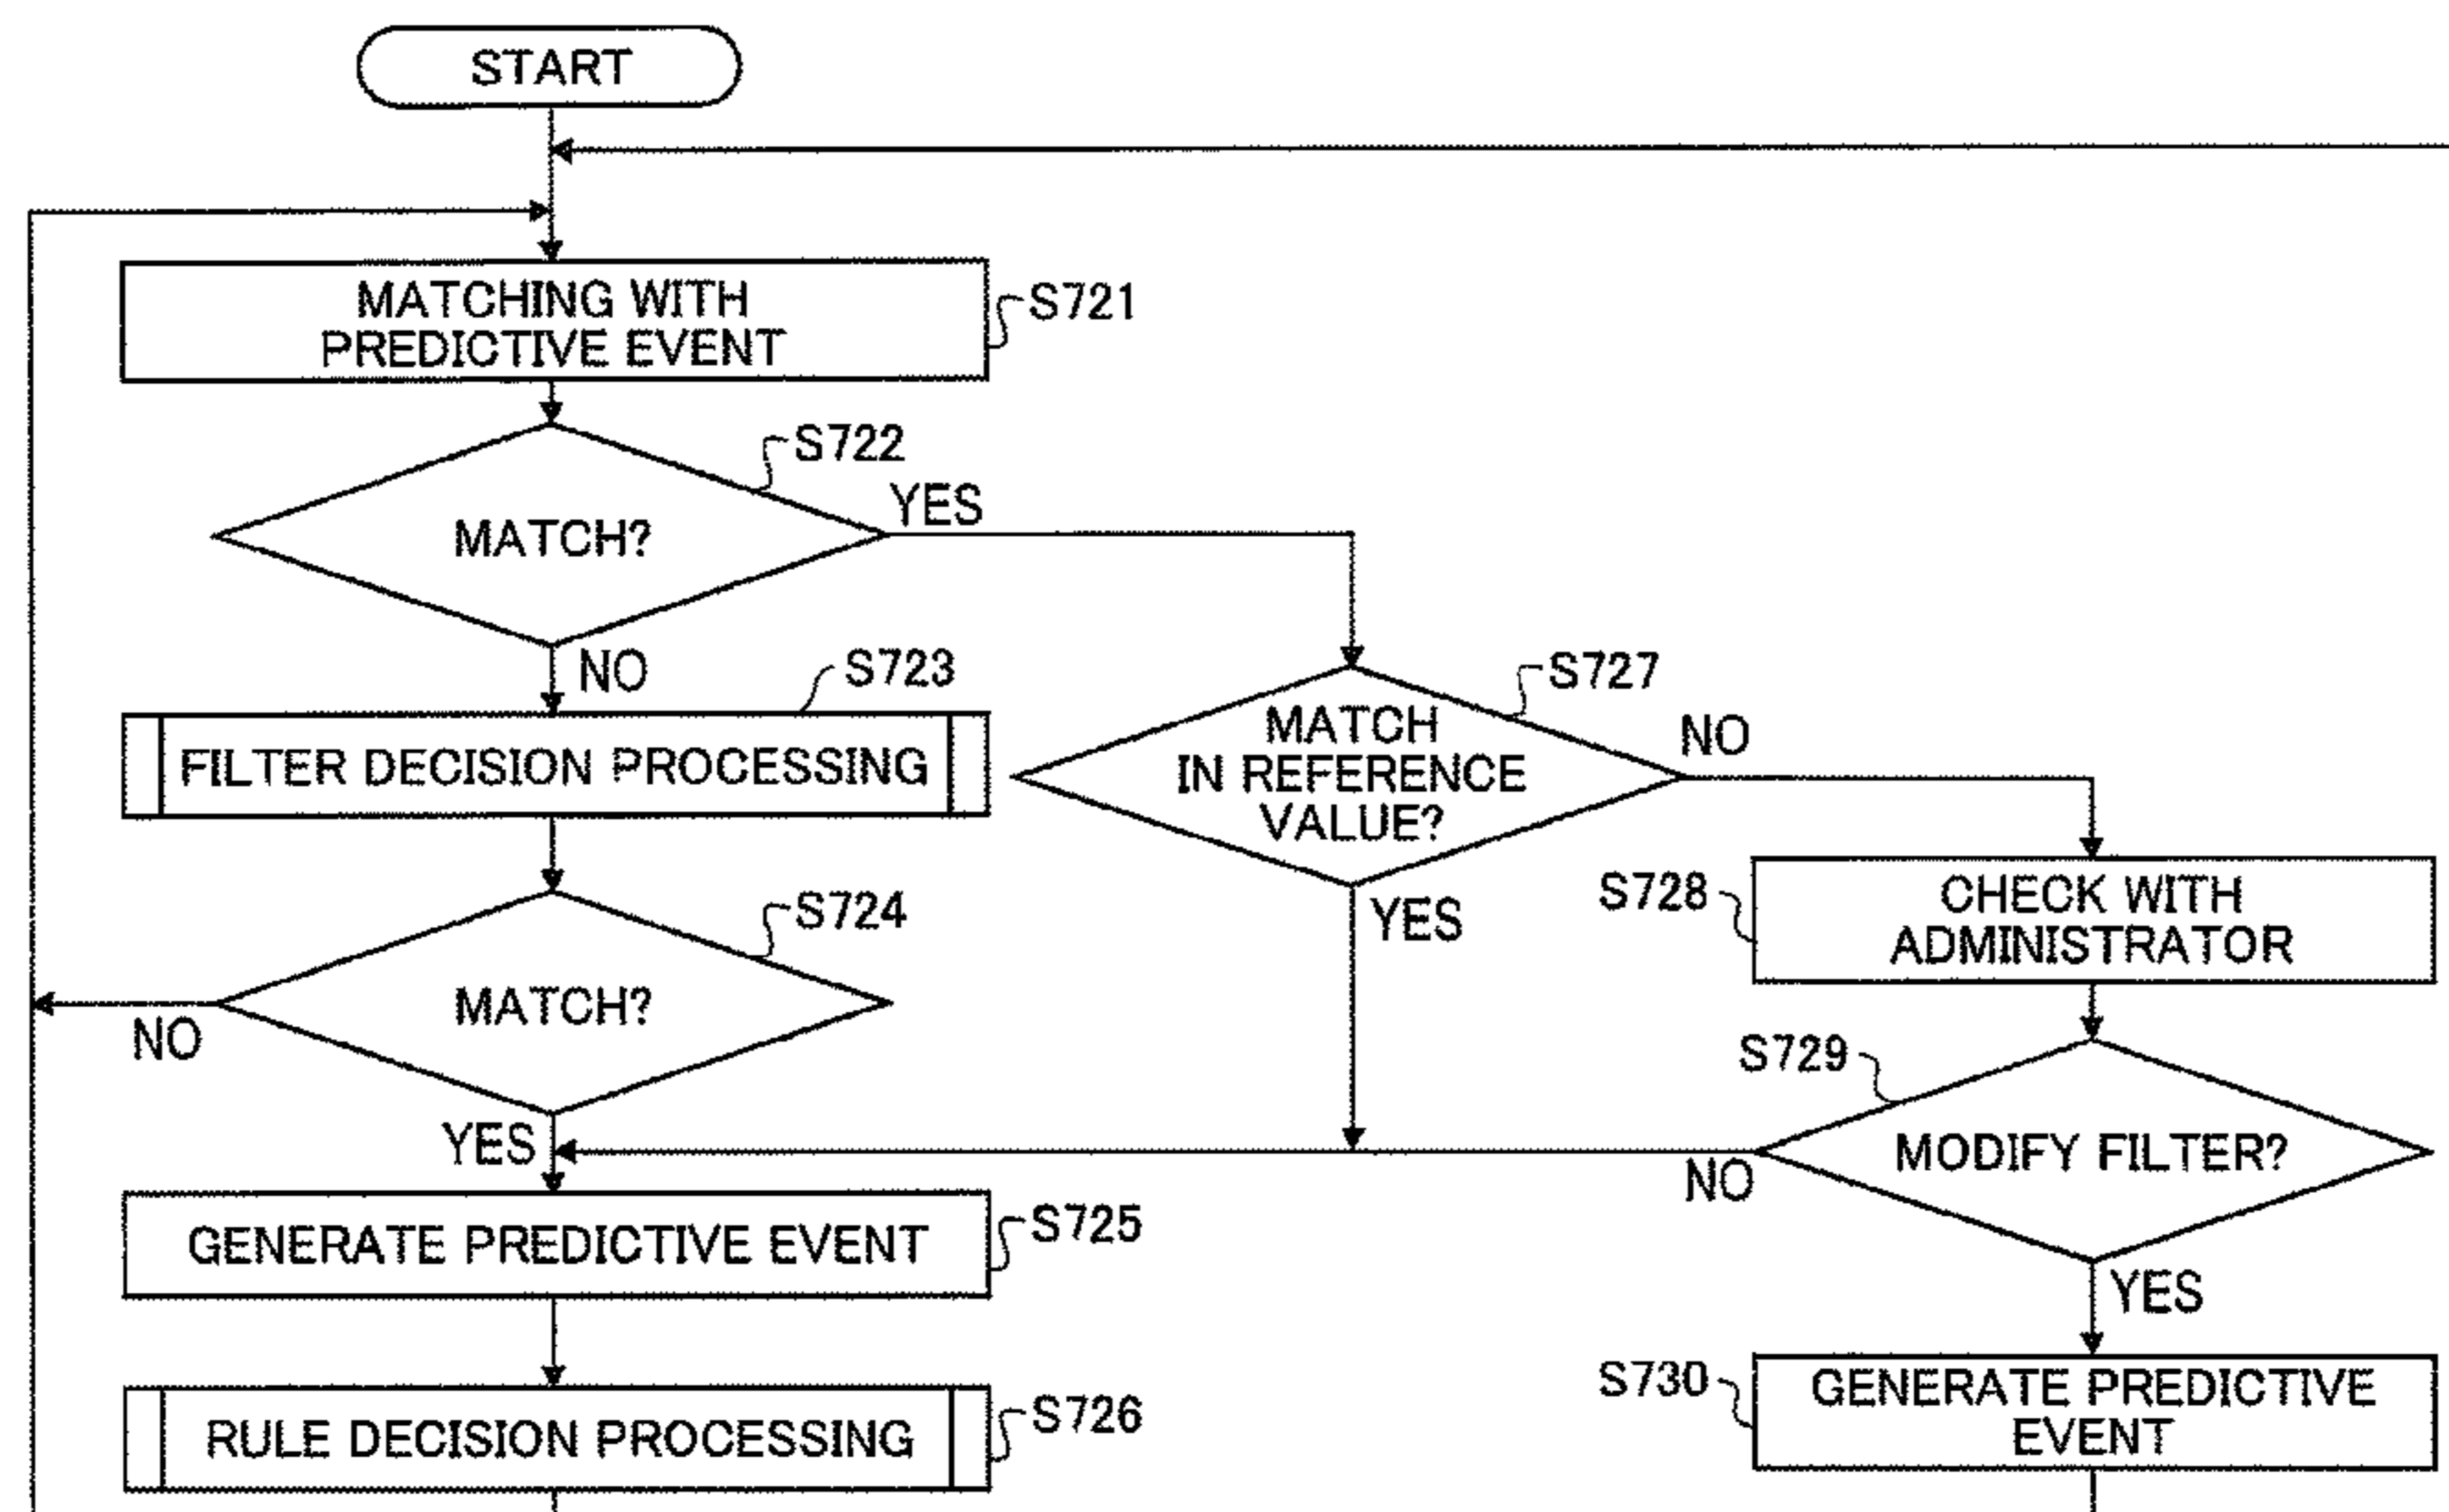 START
MATCHING WITH
PREDICTIVE EVENT
S721
S722
MATCH?
YES
NO
S723
FILTER DECISION PROCESSING
S724
MATCH?
NO
YES
S727
MATCH
IN REFERENCE
VALUE?
NO
YES
S728
CHECK WITH
ADMINISTRATOR
S729
MODIFY FILTER?
NO
YES
GENERATE PREDICTIVE EVENT
S725
RULE DECISION PROCESSING
S726
S730
GENERATE PREDICTIVE
EVENT